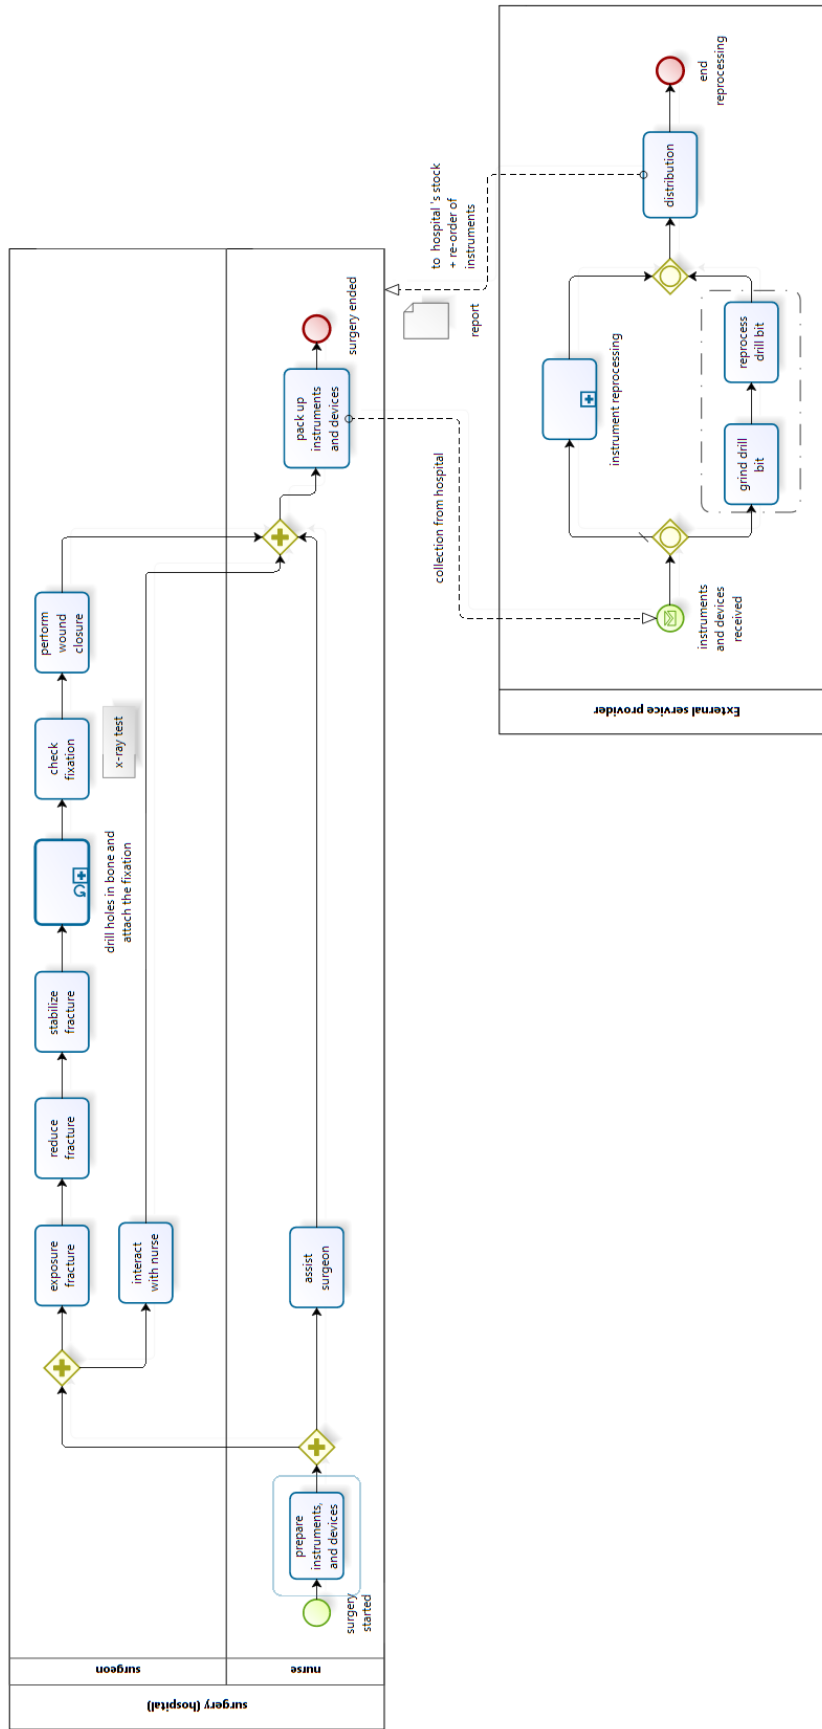 surgery (hospital)
surgeon
nurse
surgery
started
prepare
instruments,
and devices
exposure
fracture
reduce
fracture
stabilize
fracture
drill holes in bone and
attach the fixation
check
fixation
x-ray test
perform
wound
closure
interact
with nurse
assist
surgeon
pack up
instruments
and devices
surgery ended
collection from hospital
to hospital 's stock
+ re-order of
instruments
report
External service provider
instruments
and devices
received
instrument reprocessing
grind drill
bit
reprocess
drill bit
distribution
end
reprocessing